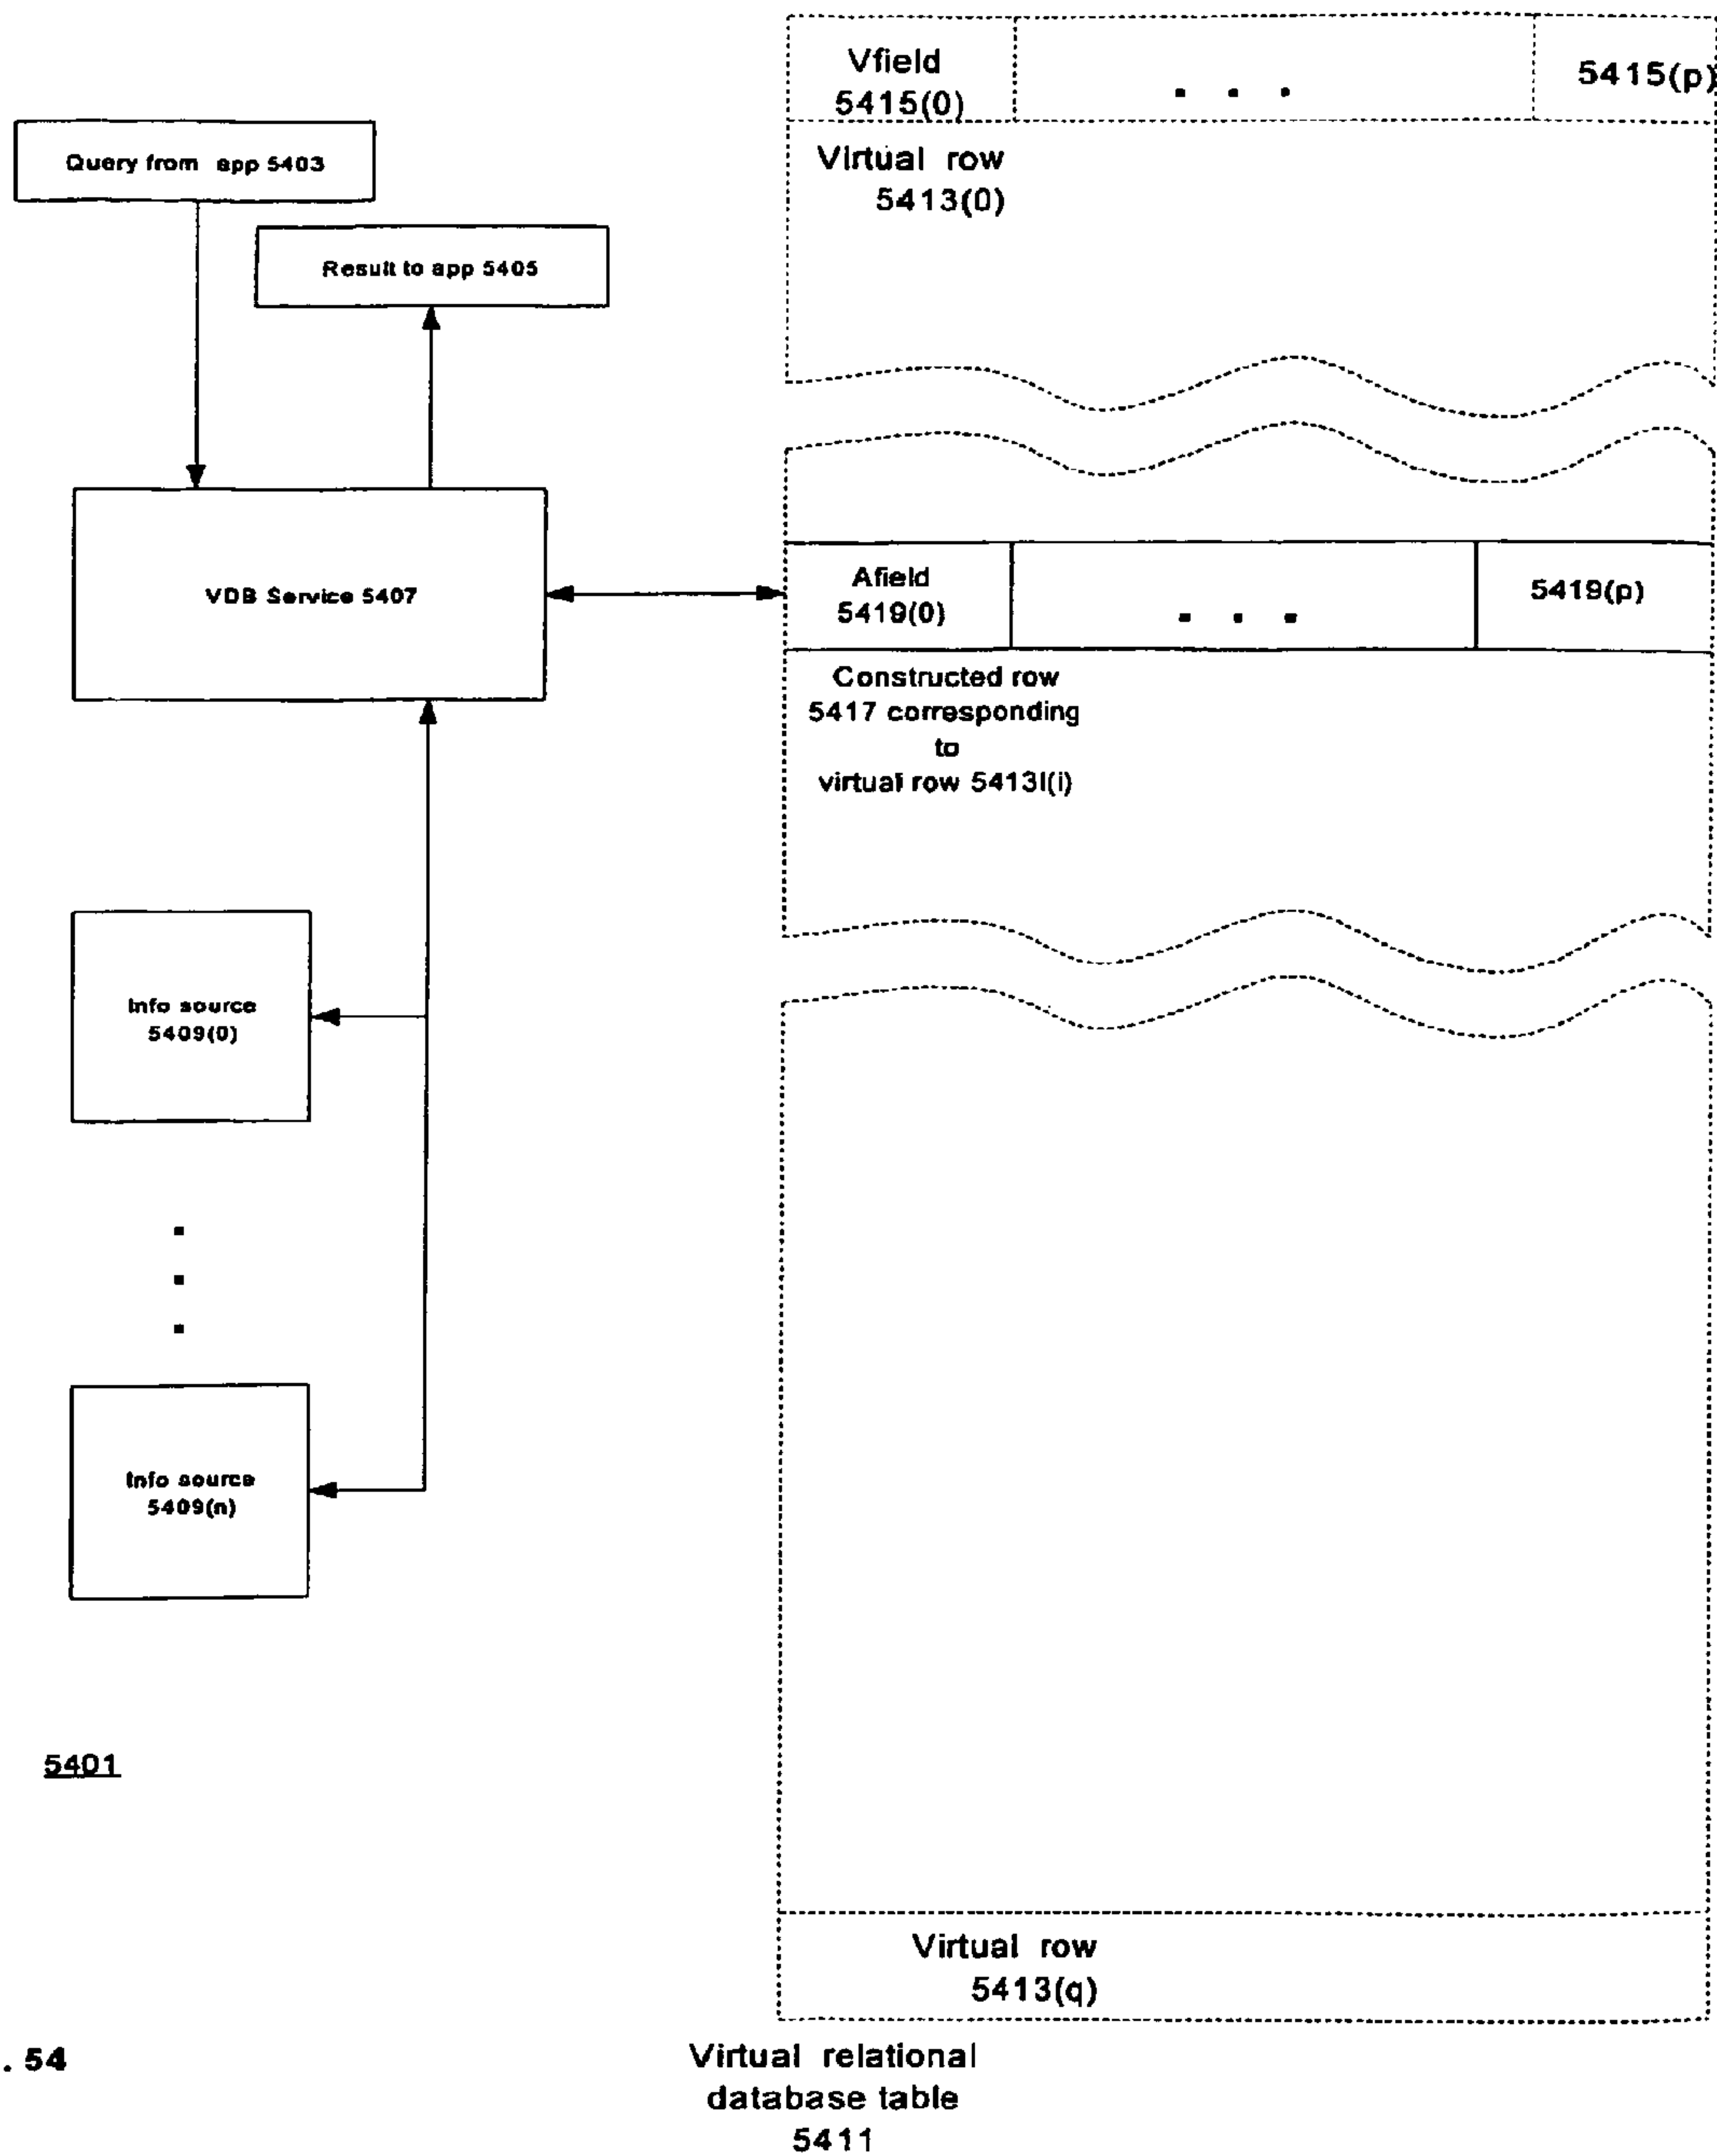 Query from app 5403
Result to app 5405
VDB Service 5407
Info source
5409(0)
.
.
.
Info source
5409(n)
5401
. 54
Vfield
5415(0)
. . .
5415(p)
Virtual row
5413(0)
Afield
5419(0)
. . .
5419(p)
Constructed row
5417 corresponding
to
virtual row 5413l(i)
Virtual row
5413(q)
Virtual relational
database table
5411